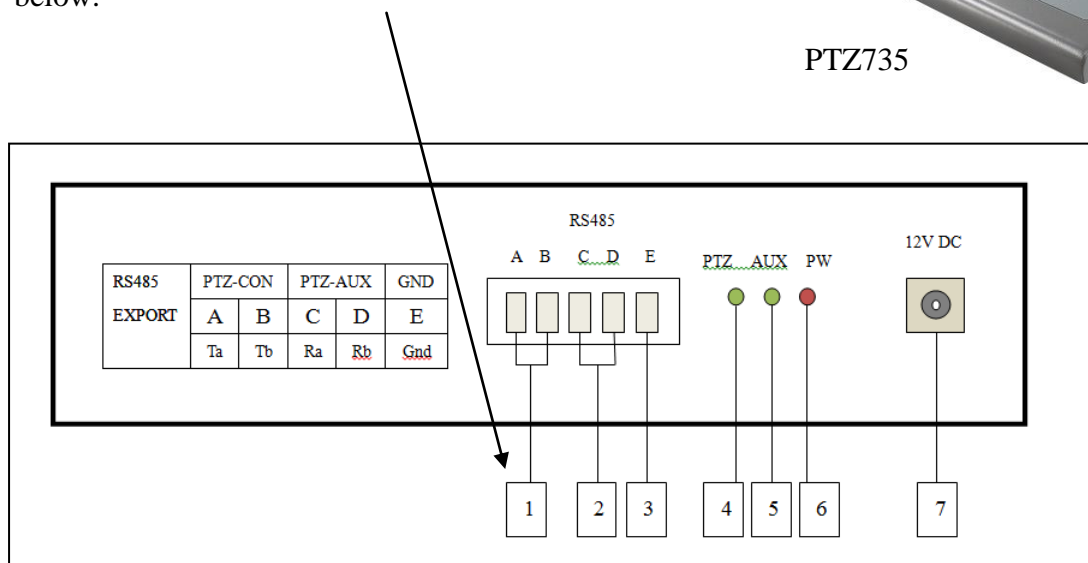 below:
PTZ735
RS485
A B C D E
PTZ AUX PW
12V DC
RS485 PTZ-CON PTZ-AUX GND
EXPORT A B C D E
Ta Tb Ra Rb Gnd
1 2 3 4 5 6 7